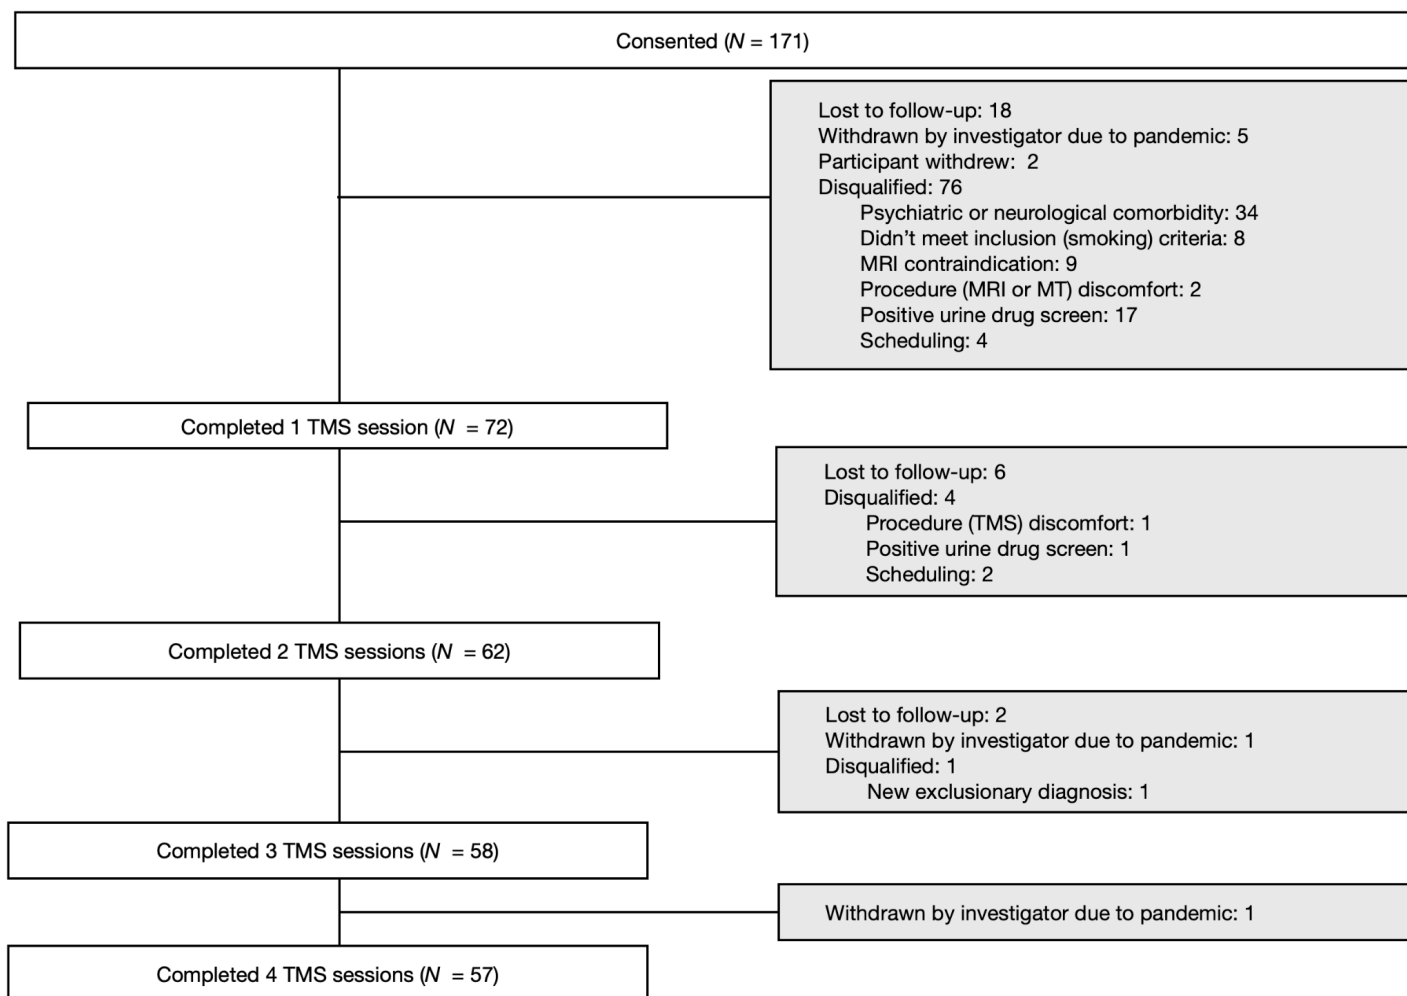 Consented (N = 171)
Lost to follow-up: 18
Withdrawn by investigator due to pandemic: 5
Participant withdrew: 2
Disqualified: 76
Psychiatric or neurological comorbidity: 34
Didn’t meet inclusion (smoking) criteria: 8
MRI contraindication: 9
Procedure (MRI or MT) discomfort: 2
Positive urine drug screen: 17
Scheduling: 4
Completed 1 TMS session (N = 72)
Lost to follow-up: 6
Disqualified: 4
Procedure (TMS) discomfort: 1
Positive urine drug screen: 1
Scheduling: 2
Completed 2 TMS sessions (N = 62)
Lost to follow-up: 2
Withdrawn by investigator due to pandemic: 1
Disqualified: 1
New exclusionary diagnosis: 1
Completed 3 TMS sessions (N = 58)
Withdrawn by investigator due to pandemic: 1
Completed 4 TMS sessions (N = 57)